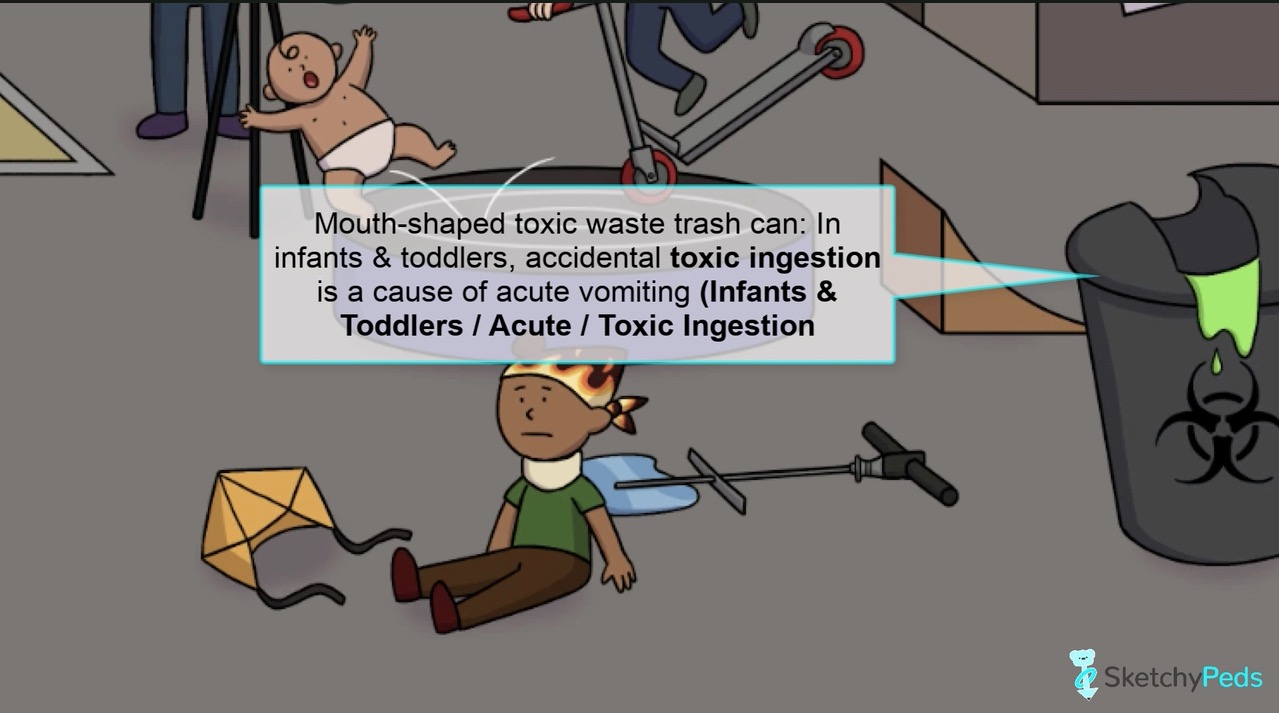 Mouth-shaped toxic waste trash can: In
infants & toddlers, accidental toxic ingestion
is a cause of acute vomiting (Infants &
Toddlers / Acute / Toxic Ingestion
SketchyPeds